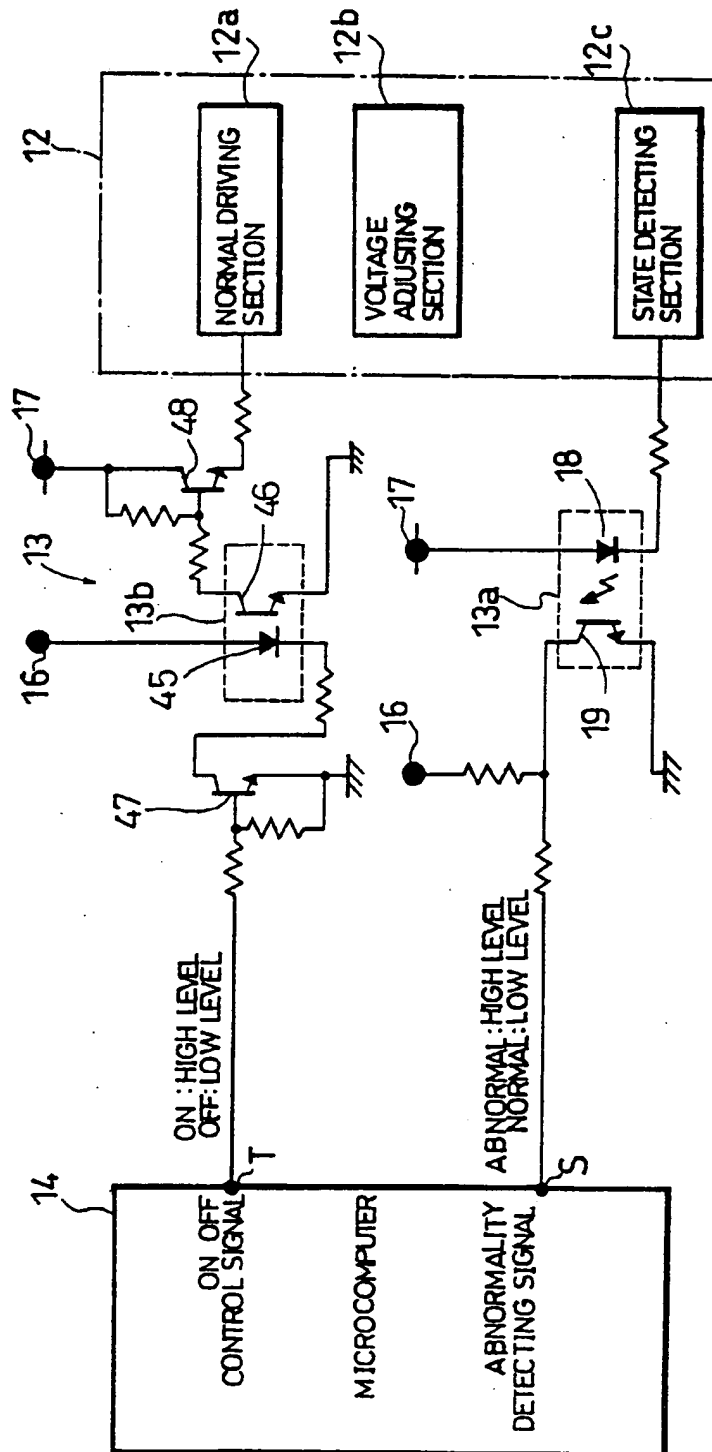 14
ON OFF
CONTROL SIGNAL
T
MICROCOMPUTER
ABNORMALITY
DETECTING SIGNAL
S
ON : HIGH LEVEL
OFF: LOW LEVEL
ABNORMAL : HIGH LEVEL
NORMAL : LOW LEVEL
47
16
45
13b
13
46
48
17
16
19
13a
18
17
12
12a
NORMAL DRIVING
SECTION
12b
VOLTAGE
ADJUSTING
SECTION
12c
STATE DETECTING
SECTION